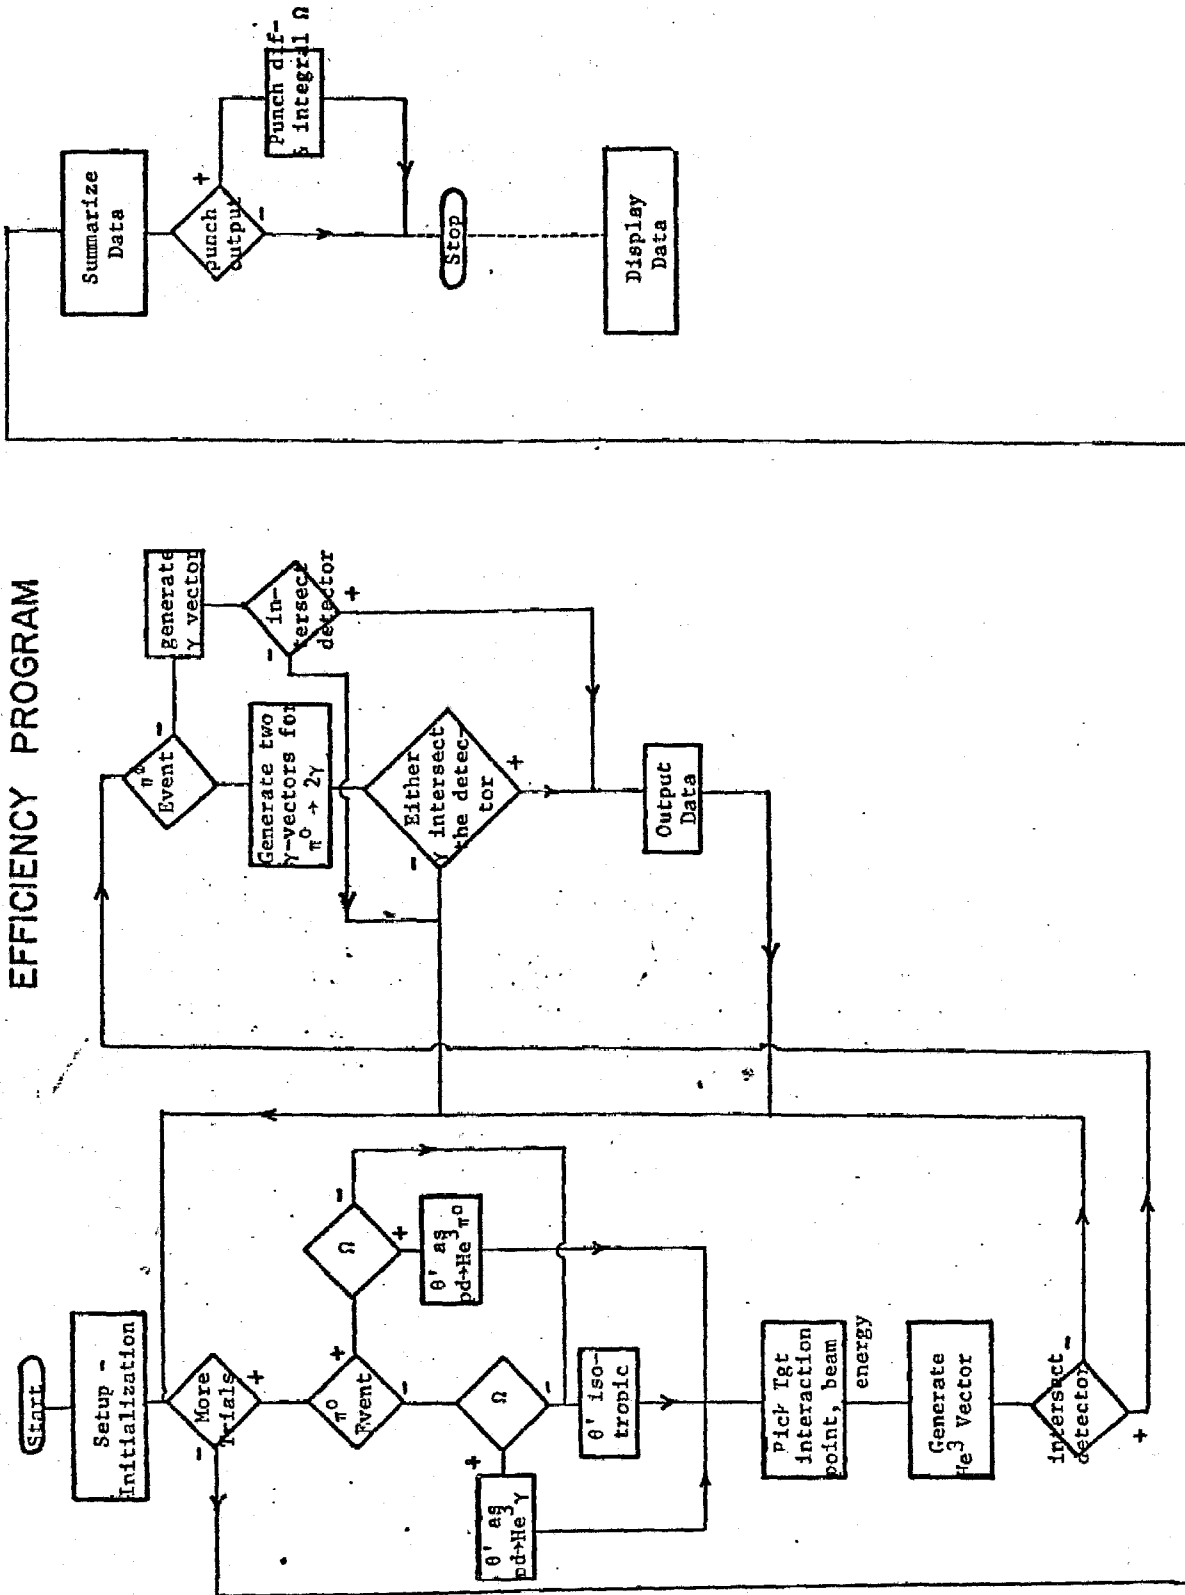 EFFICIENCY PROGRAM
Start
Setup -
Initialization
More
Trials
-
+
π⁰
Event
+
-
Ω
-
+
θ' as
pd→He³π⁰
Ω
+
-
θ' as
pd→He³γ
θ' iso-
tropic
Pick Tgt
interaction
point, beam
energy
Generate
He³ Vector
intersect
detector
-
+
π⁰
Event
-
generate
γ vector
in-
tersect
detector
-
+
Generate two
γ-vectors for
π⁰ → 2γ
Either
γ intersect
the detec-
tor
-
+
Output
Data
Summarize
Data
punch
output
+
-
Punch dif-
& integral Ω
Stop
Display
Data